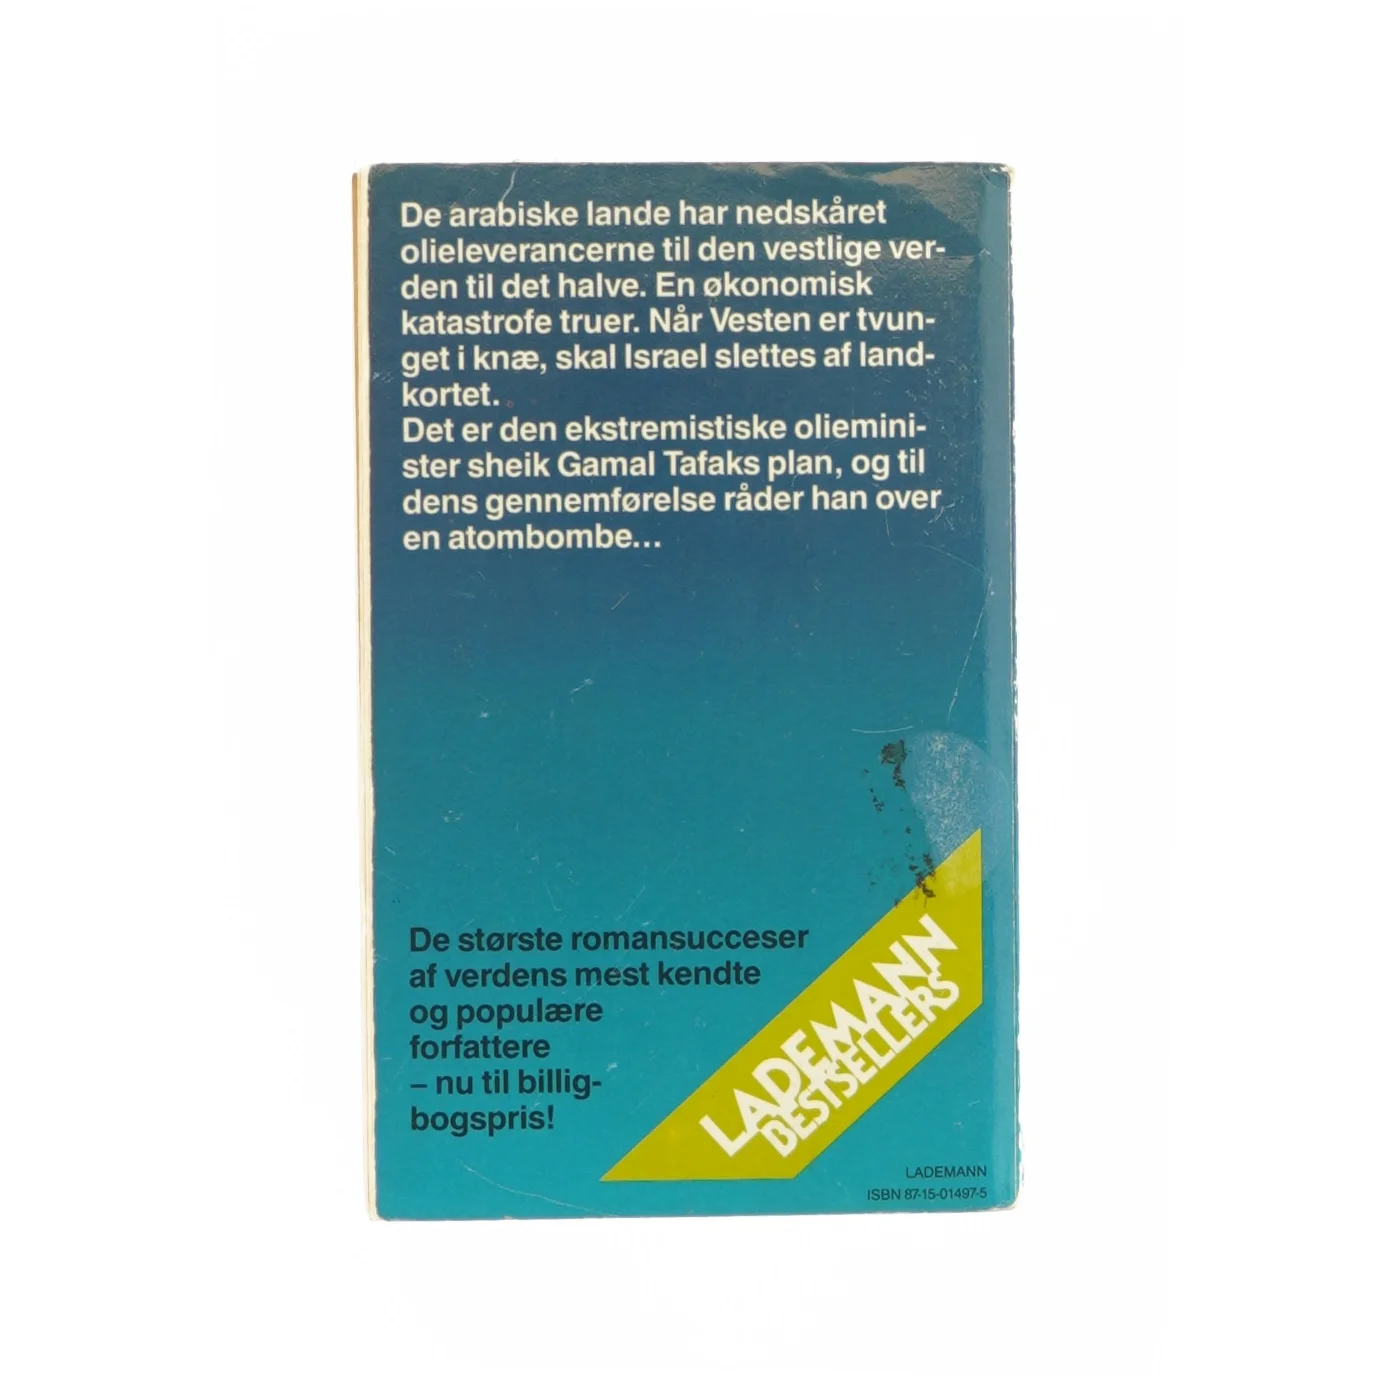 De arabiske lande har nedskåret
olieleverancerne til den vestlige ver-
den til det halve. En økonomisk
katastrofe truer. Når Vesten er tvun-
get i knæ, skal Israel slettes af land-
kortet.
Det er den ekstremistiske oliemini-
ster sheik Gamal Tafaks plan, og til
dens gennemførelse råder han over
en atombombe...
De største romansucceser
af verdens mest kendte
og populære
forfattere
– nu til billig-
bogspris!
LADEMANN
BESTSELLERS
LADEMANN
ISBN 87-15-01497-5